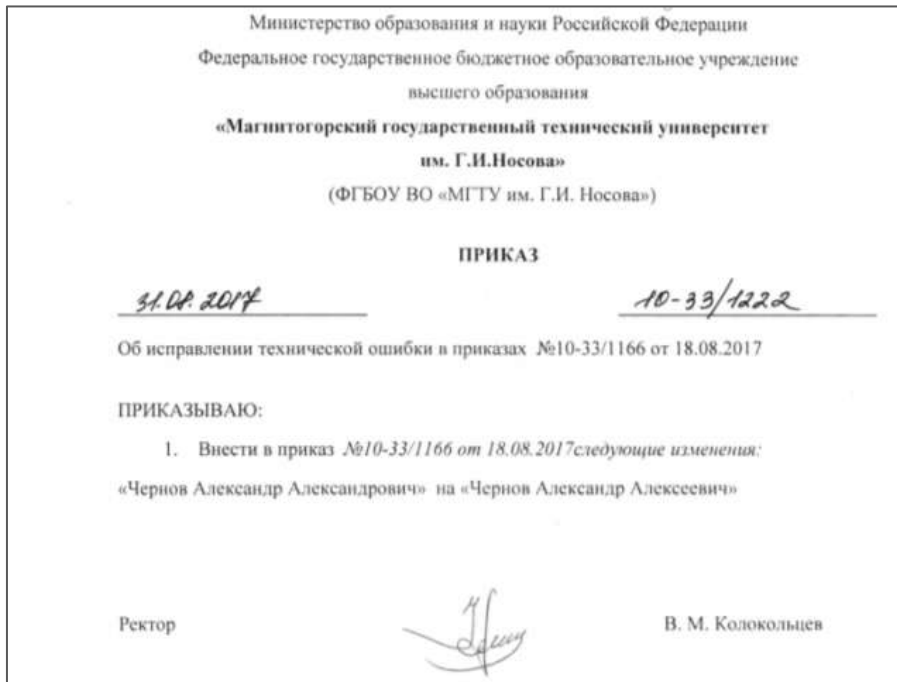 Министерство образования и науки Российской Федерации
Федеральное государственное бюджетное образовательное учреждение
высшего образования
«Магнитогорский государственный технический университет
им. Г.И.Носова»
(ФГБОУ ВО «МГТУ им. Г.И. Носова»)
ПРИКАЗ
31.08.2017 10-33/1222
Об исправлении технической ошибки в приказах №10-33/1166 от 18.08.2017
ПРИКАЗЫВАЮ:
1. Внести в приказ №10-33/1166 от 18.08.2017следующие изменения:
«Чернов Александр Александрович» на «Чернов Александр Алексеевич»
Ректор В. М. Колокольцев